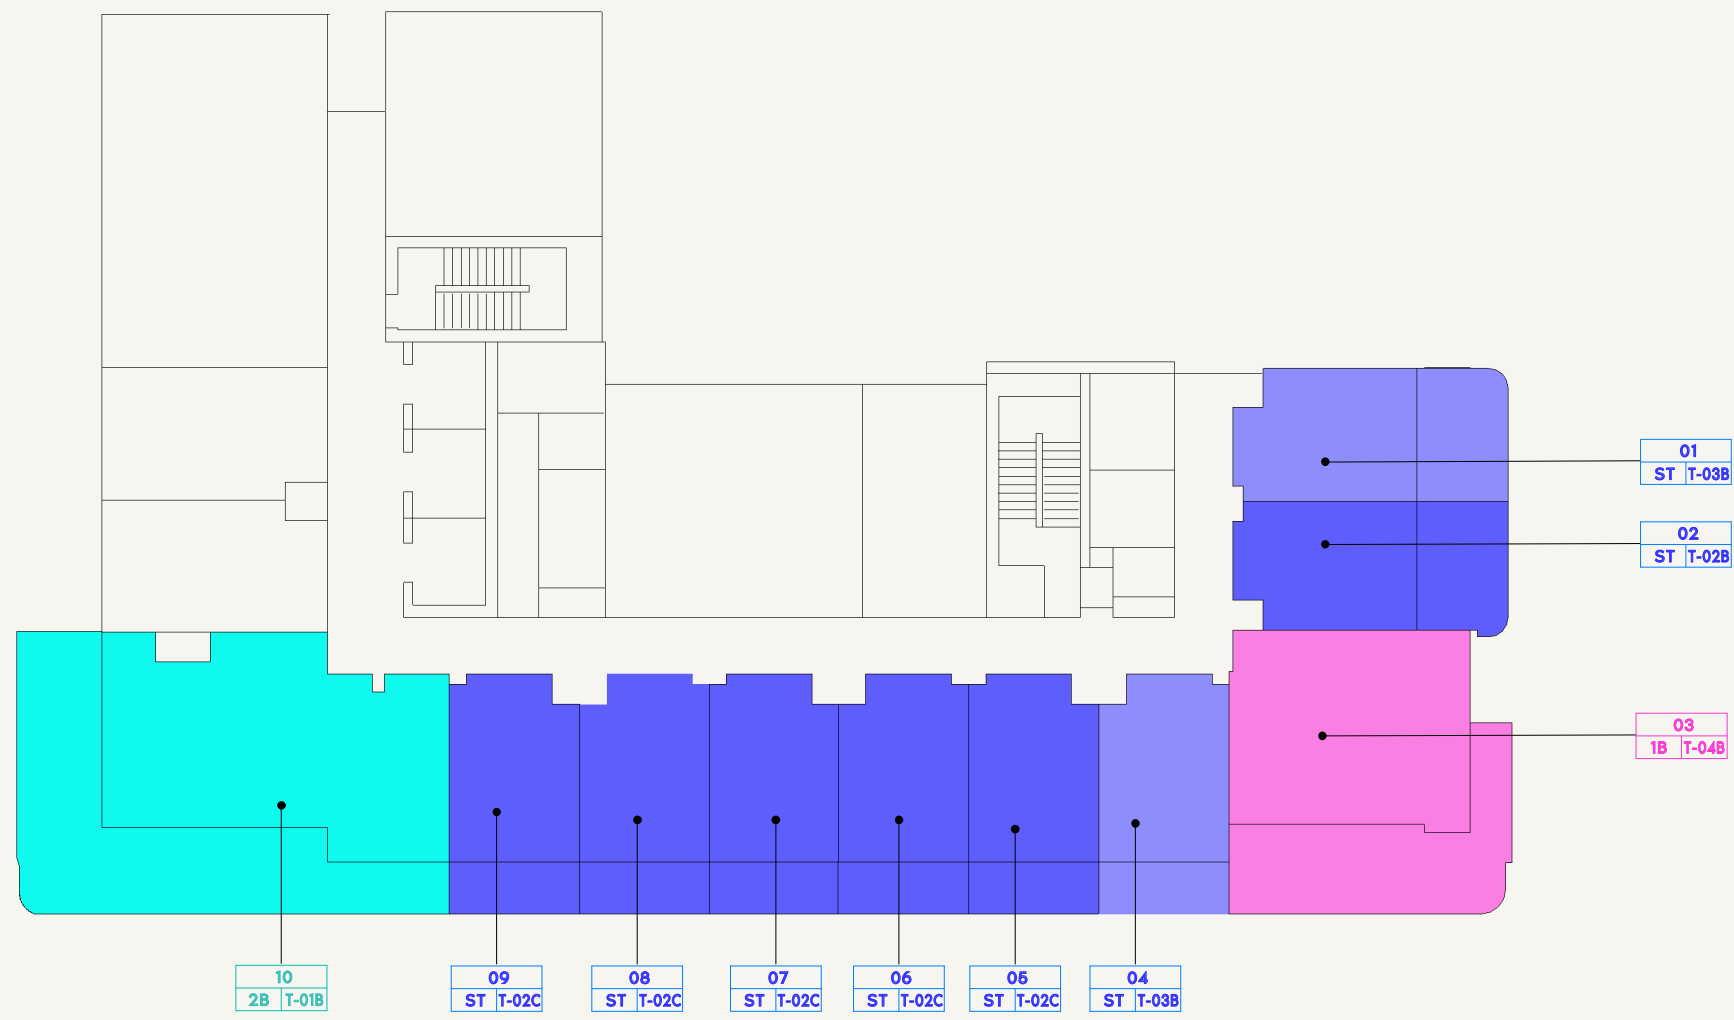 01
ST T-03B
02
ST T-02B
03
1B T-04B
10
2B T-01B
09
ST T-02C
08
ST T-02C
07
ST T-02C
06
ST T-02C
05
ST T-02C
04
ST T-03B